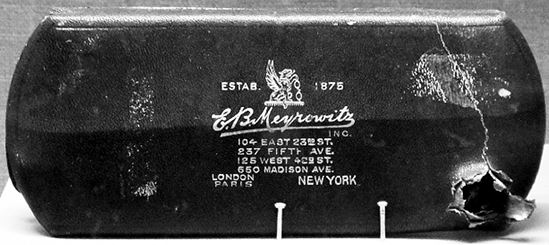 ESTAB. 1875
E.B. Meyrowitz
INC.
104 EAST 23RD ST.
237 FIFTH AVE.
125 WEST 42ND ST.
650 MADISON AVE.
LONDON
PARIS
NEW YORK